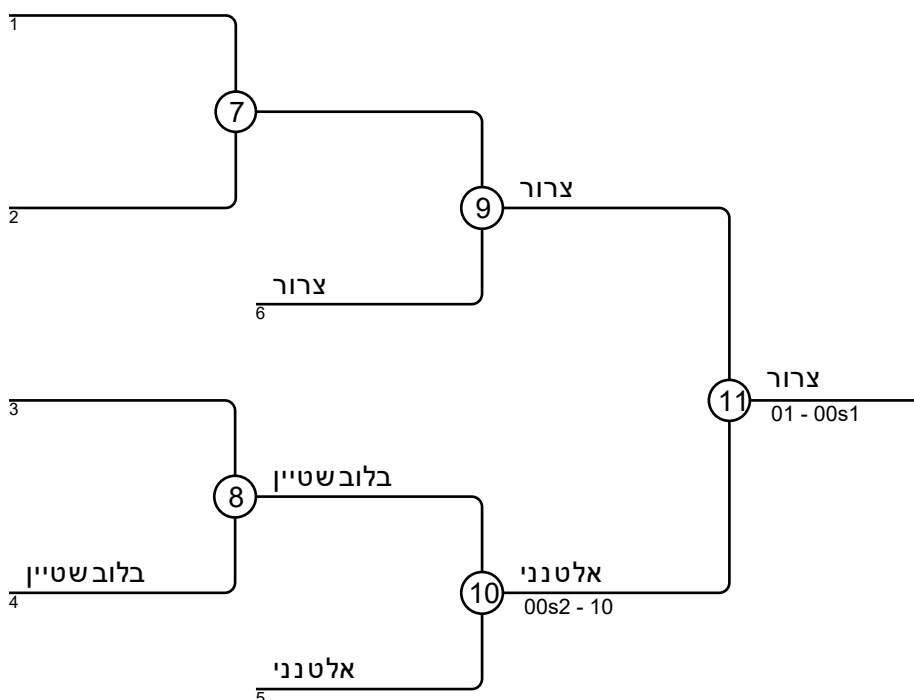 1
7
2
צרור
9
צרור
6
צרור
11
01 - 00s1
3
בלובשטיין
8
בלובשטיין
4
אלטנני
10
00s2 - 10
אלטנני
5